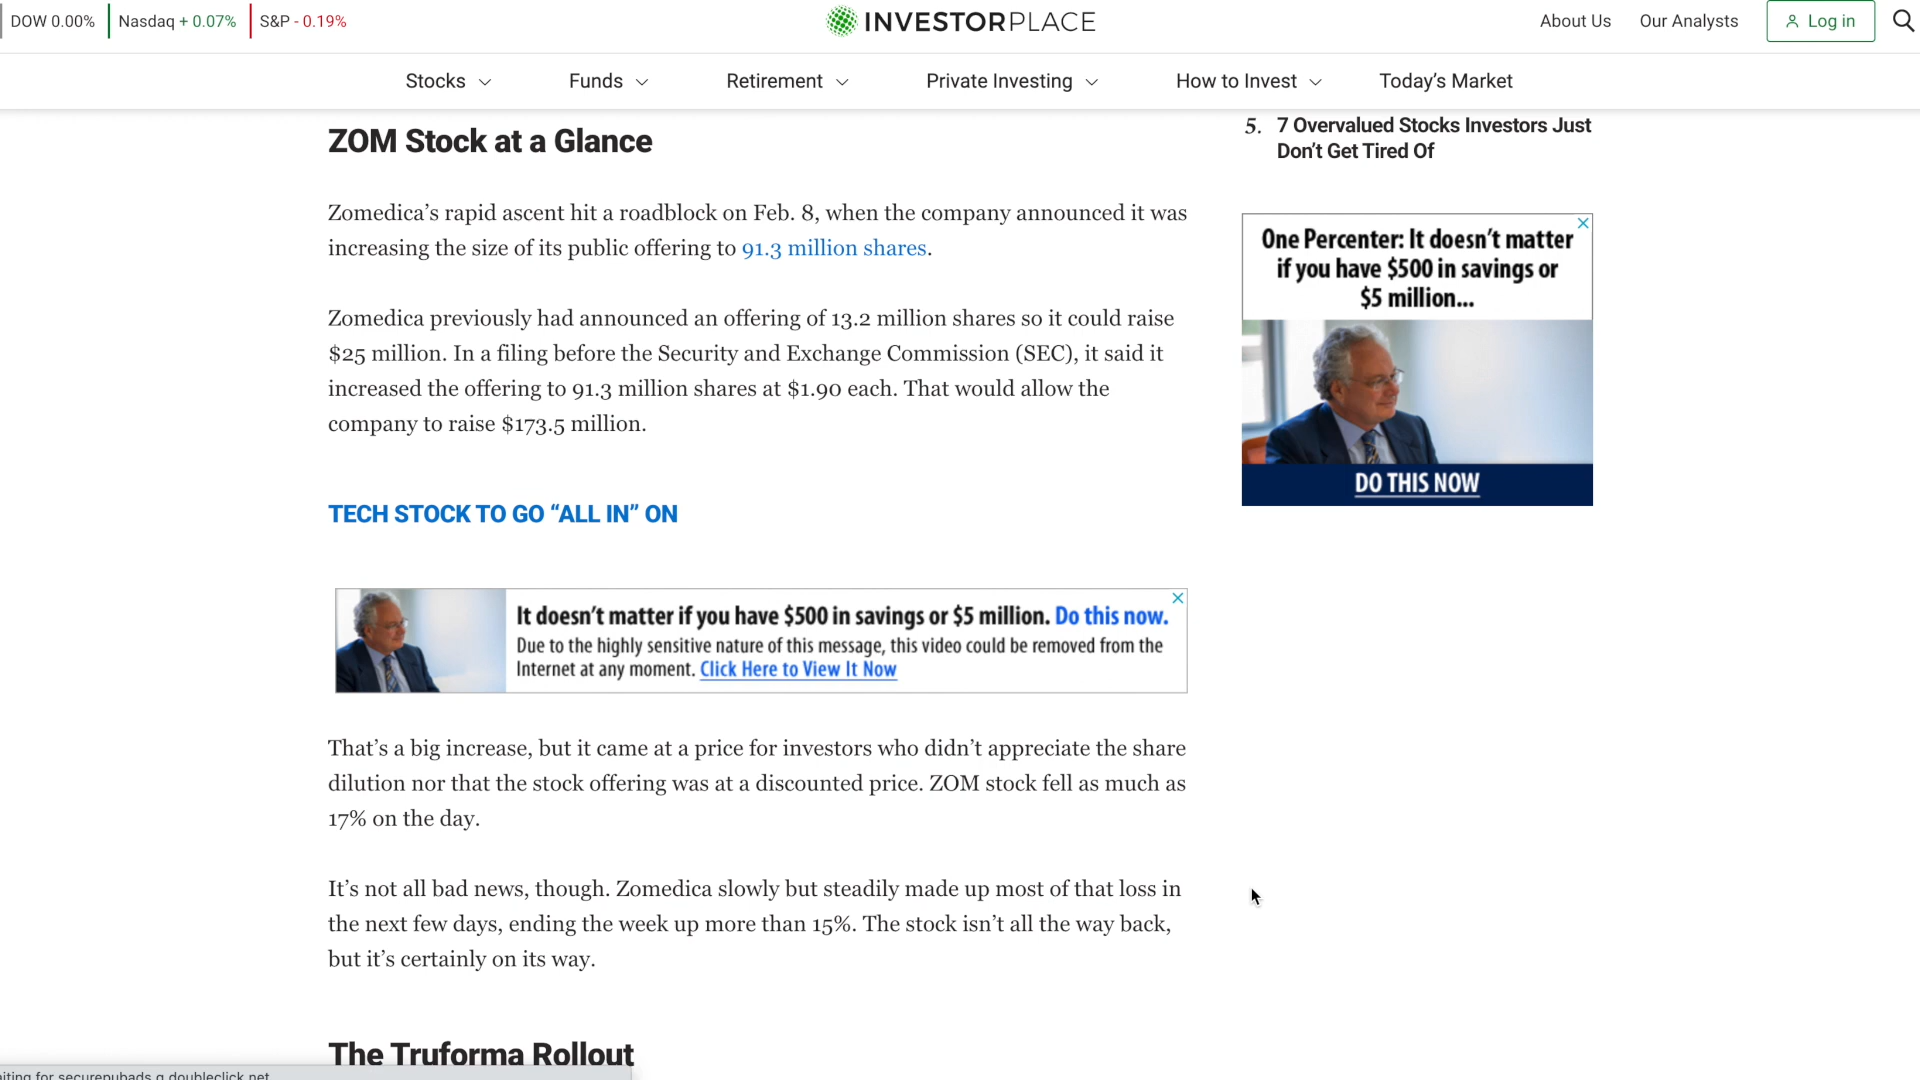 DOW 0.00% Nasdaq + 0.07% S&P - 0.19%
INVESTORPLACE
About Us Our Analysts Log in
Stocks Funds Retirement Private Investing How to Invest Today's Market
ZOM Stock at a Glance
Zomedica's rapid ascent hit a roadblock on Feb. 8, when the company announced it was
increasing the size of its public offering to 91.3 million shares.
Zomedica previously had announced an offering of 13.2 million shares so it could raise
$25 million. In a filing before the Security and Exchange Commission (SEC), it said it
increased the offering to 91.3 million shares at $1.90 each. That would allow the
company to raise $173.5 million.
TECH STOCK TO GO “ALL IN” ON
It doesn't matter if you have $500 in savings or $5 million. Do this now.
Due to the highly sensitive nature of this message, this video could be removed from the
Internet at any moment. Click Here to View It Now
That's a big increase, but it came at a price for investors who didn't appreciate the share
dilution nor that the stock offering was at a discounted price. ZOM stock fell as much as
17% on the day.
It's not all bad news, though. Zomedica slowly but steadily made up most of that loss in
the next few days, ending the week up more than 15%. The stock isn't all the way back,
but it's certainly on its way.
The Truforma Rollout
5. 7 Overvalued Stocks Investors Just
Don't Get Tired Of
One Percenter: It doesn't matter
if you have $500 in savings or
$5 million...
DO THIS NOW
aiting for securepubads.g.doubleclick.net